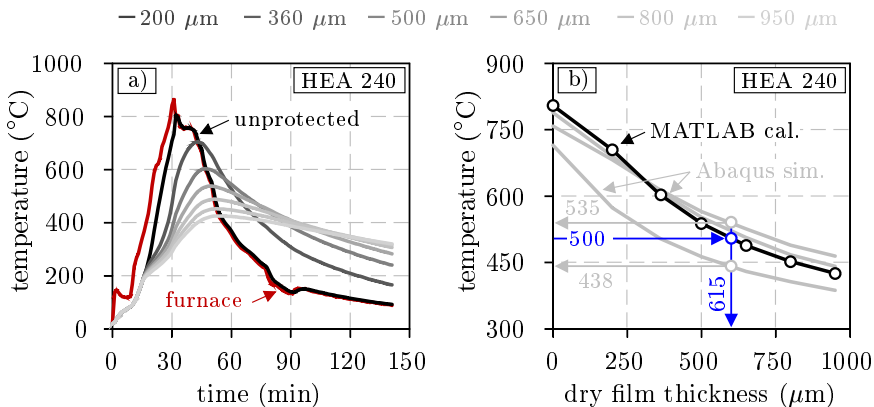 200 μm 360 μm 500 μm 650 μm 800 μm 950 μm
a) HEA 240
temperature (°C)
1000
800
600
400
200
0
unprotected
furnace
0 30 60 90 120 150
time (min)
b) HEA 240
temperature (°C)
900
750
600
450
300
MATLAB cal.
Abaqus sim.
535
500
438
615
0 250 500 750 1000
dry film thickness (μm)